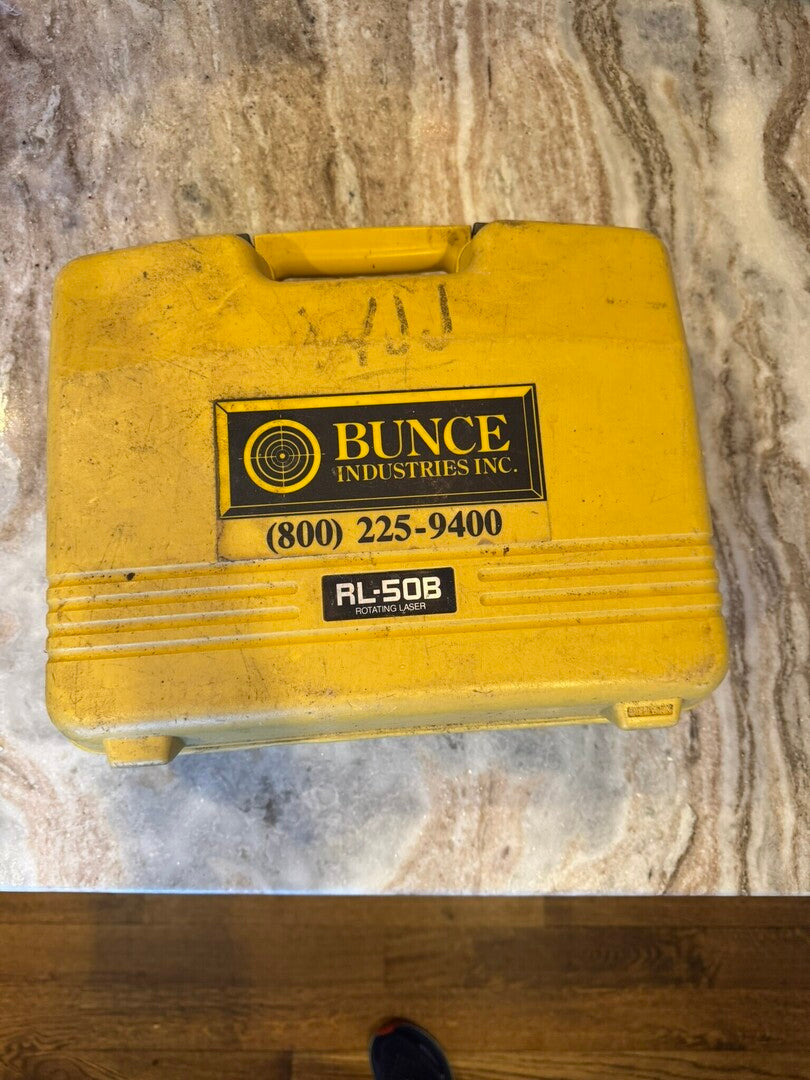 BUNCE
INDUSTRIES INC.
(800) 225-9400
RL-50B
ROTATING LASER